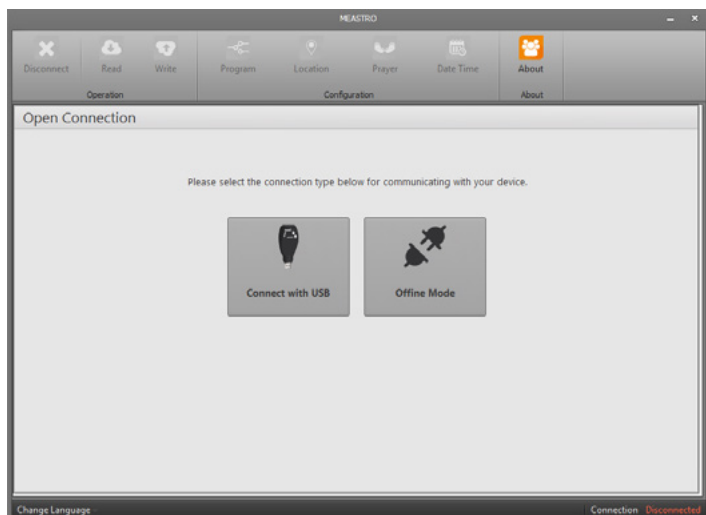 MEASTRO
Disconnect Read Write Program Location Prayer Date Time About
Operation Configuration About
Open Connection
Please select the connection type below for communicating with your device.
Connect with USB Offine Mode
Change Language Connection Disconnected